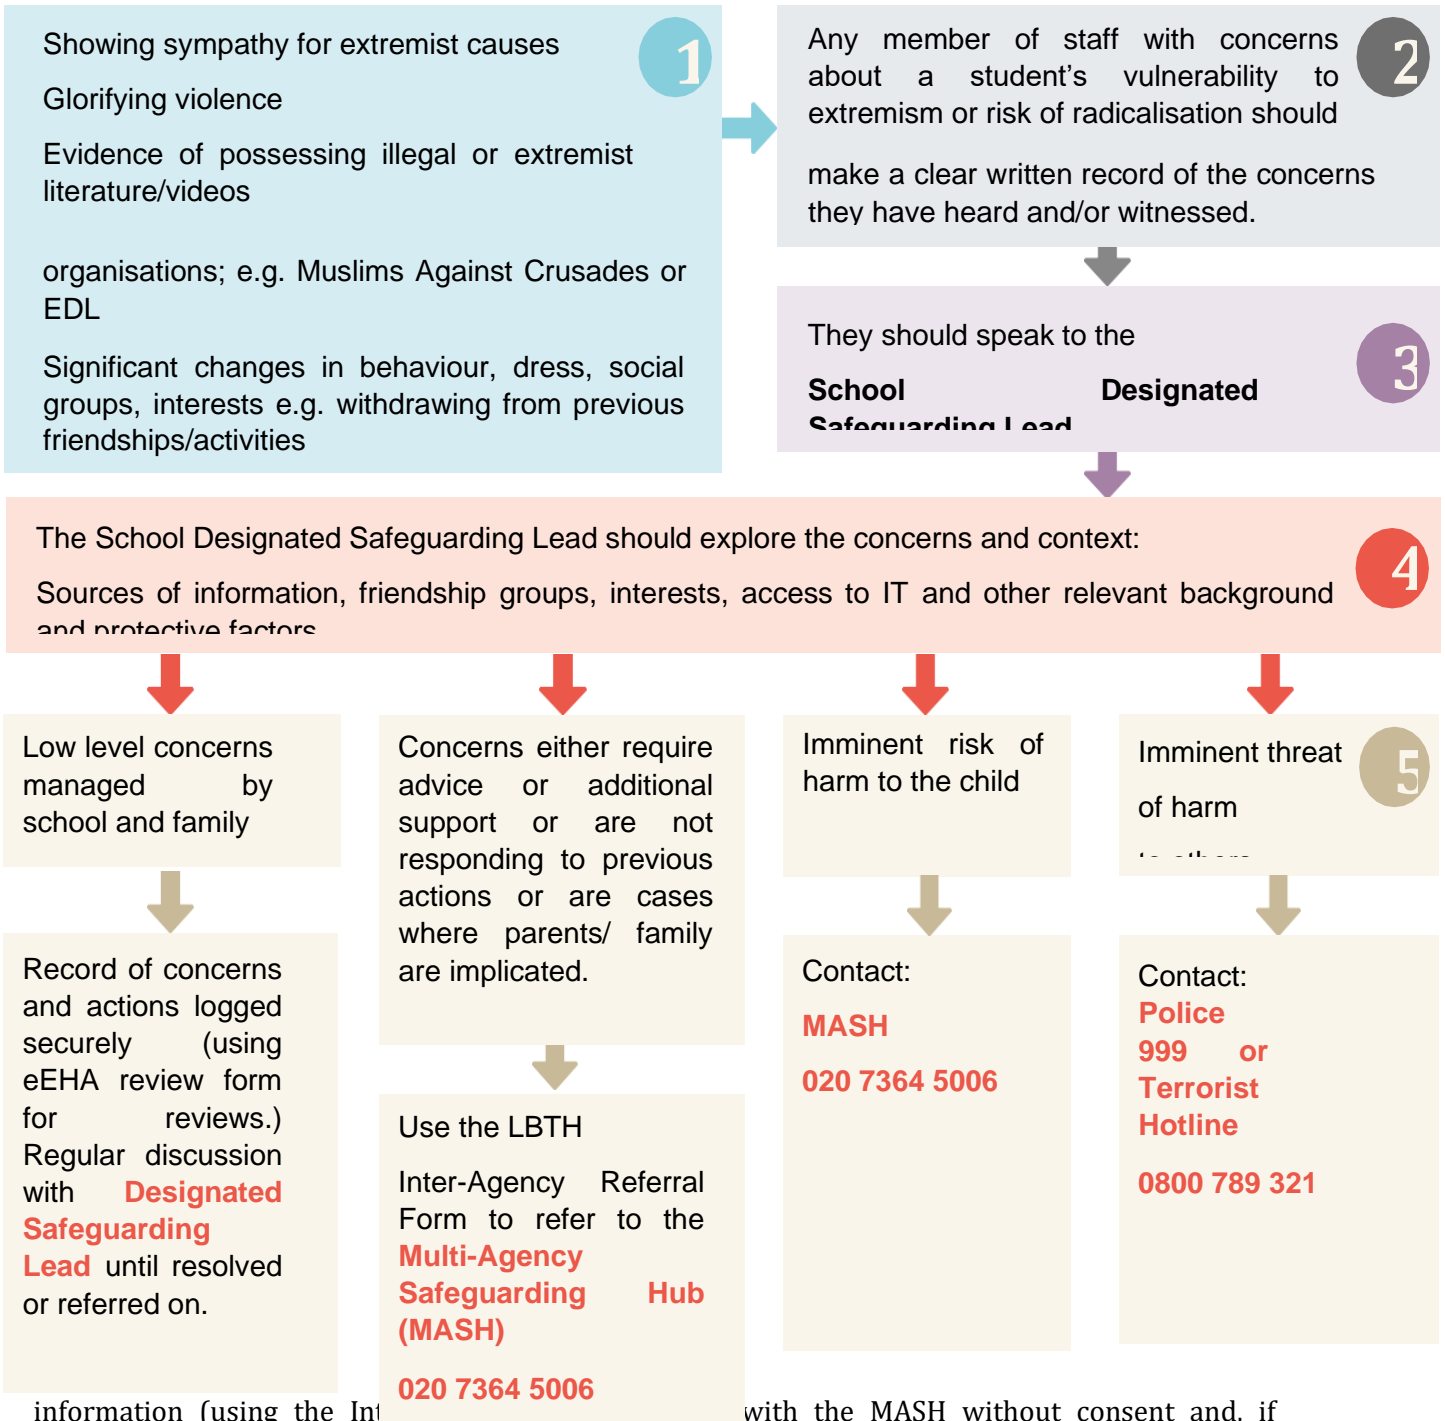 Showing sympathy for extremist causes
1
Glorifying violence
Evidence of possessing illegal or extremist
literature/videos
organisations; e.g. Muslims Against Crusades or
EDL
Significant changes in behaviour, dress, social
groups, interests e.g. withdrawing from previous
friendships/activities
Any member of staff with concerns
about a student’s vulnerability to
extremism or risk of radicalisation should
2
make a clear written record of the concerns
they have heard and/or witnessed.
They should speak to the
3
School Designated
Safeguarding Lead
The School Designated Safeguarding Lead should explore the concerns and context:
4
Sources of information, friendship groups, interests, access to IT and other relevant background
and protective factors
Low level concerns
managed by
school and family
Record of concerns
and actions logged
securely (using
eEHA review form
for reviews.)
Regular discussion
with Designated
Safeguarding
Lead until resolved
or referred on.
Concerns either require
advice or additional
support or are not
responding to previous
actions or are cases
where parents/ family
are implicated.
Use the LBTH
Inter-Agency Referral
Form to refer to the
Multi-Agency
Safeguarding Hub
(MASH)
020 7364 5006
Imminent risk of
harm to the child
Contact:
MASH
020 7364 5006
Imminent threat
5
of harm
to others
Contact:
Police
999 or
Terrorist
Hotline
0800 789 321
information (using the with the MASH without consent and, if